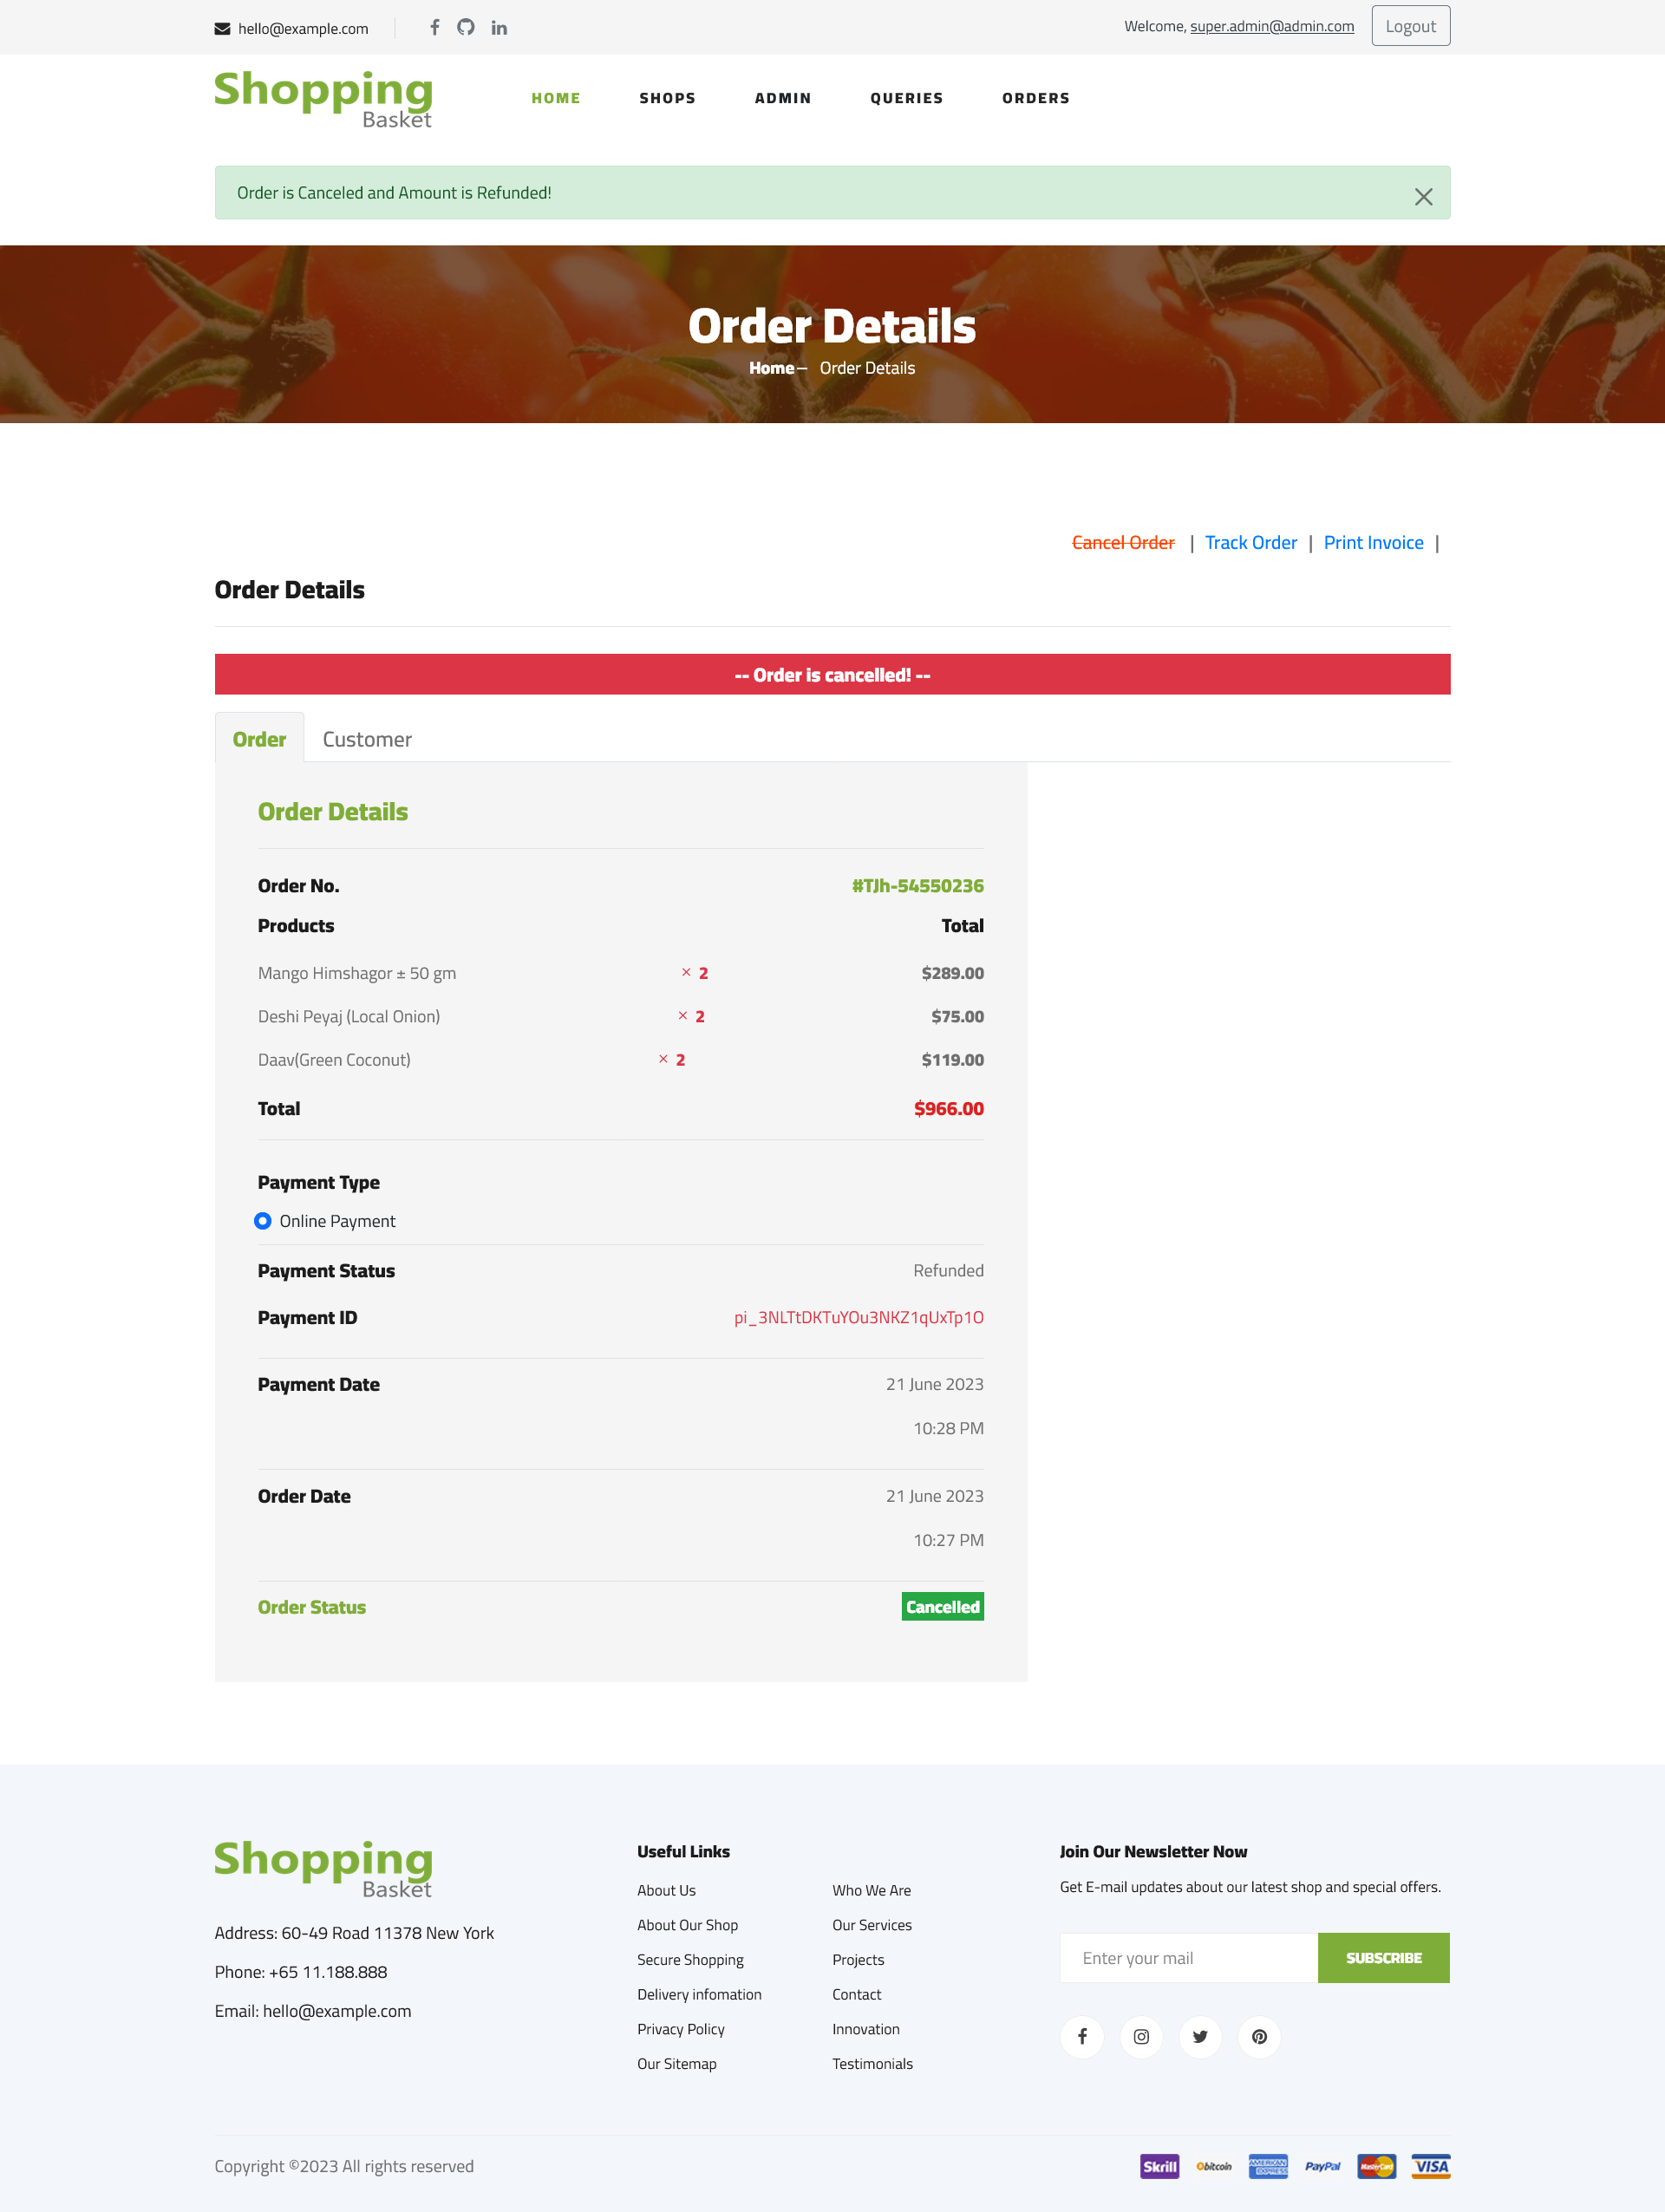 hello@example.com
Welcome, super.admin@admin.com Logout
Shopping
Basket
HOME SHOPS ADMIN QUERIES ORDERS
Order is Canceled and Amount is Refunded!
Order Details
Home – Order Details
Cancel Order | Track Order | Print Invoice |
Order Details
-- Order is cancelled! --
Order Customer
Order Details
Order No. #TJh-54550236
Products Total
Mango Himshagor ± 50 gm × 2 $289.00
Deshi Peyaj (Local Onion) × 2 $75.00
Daav(Green Coconut) × 2 $119.00
Total $966.00
Payment Type
Online Payment
Payment Status Refunded
Payment ID pi_3NLTtDKTuYOu3NKZ1qUxTp1O
Payment Date 21 June 2023
10:28 PM
Order Date 21 June 2023
10:27 PM
Order Status Cancelled
Shopping
Basket
Address: 60-49 Road 11378 New York
Phone: +65 11.188.888
Email: hello@example.com
Useful Links
About Us
About Our Shop
Secure Shopping
Delivery infomation
Privacy Policy
Our Sitemap
Who We Are
Our Services
Projects
Contact
Innovation
Testimonials
Join Our Newsletter Now
Get E-mail updates about our latest shop and special offers.
Enter your mail SUBSCRIBE
Copyright ©2023 All rights reserved
Skrill bitcoin AMERICAN EXPRESS PayPal MasterCard VISA